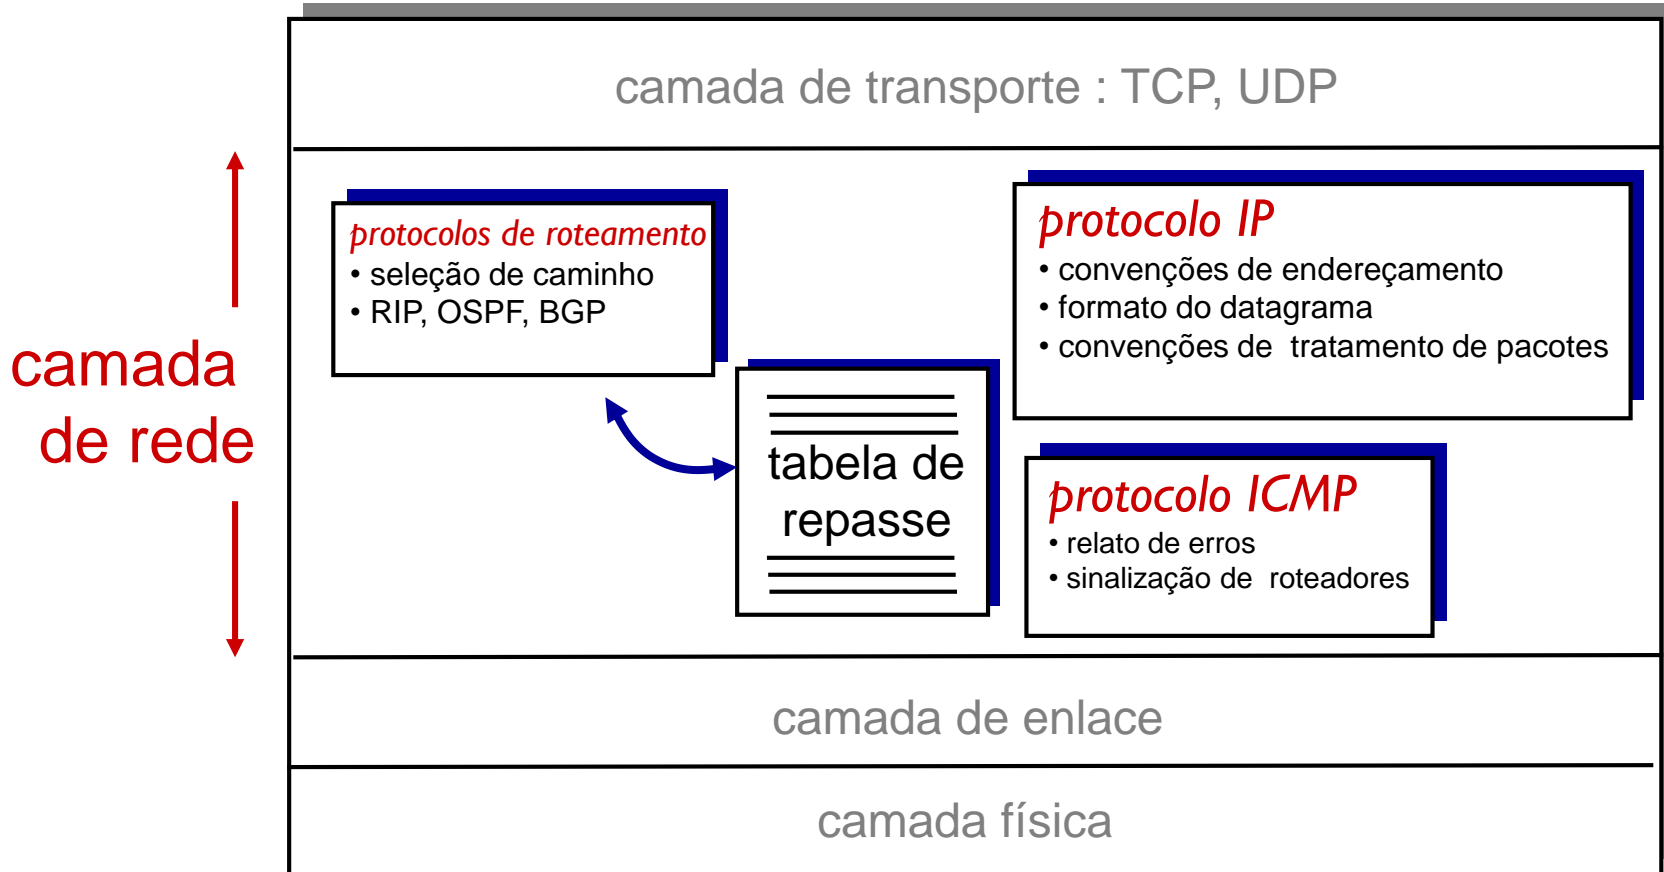 camada de transporte : TCP, UDP
camada
de rede
protocolos de roteamento
• seleção de caminho
• RIP, OSPF, BGP
tabela de
repasse
protocolo IP
• convenções de endereçamento
• formato do datagrama
• convenções de tratamento de pacotes
protocolo ICMP
• relato de erros
• sinalização de roteadores
camada de enlace
camada física